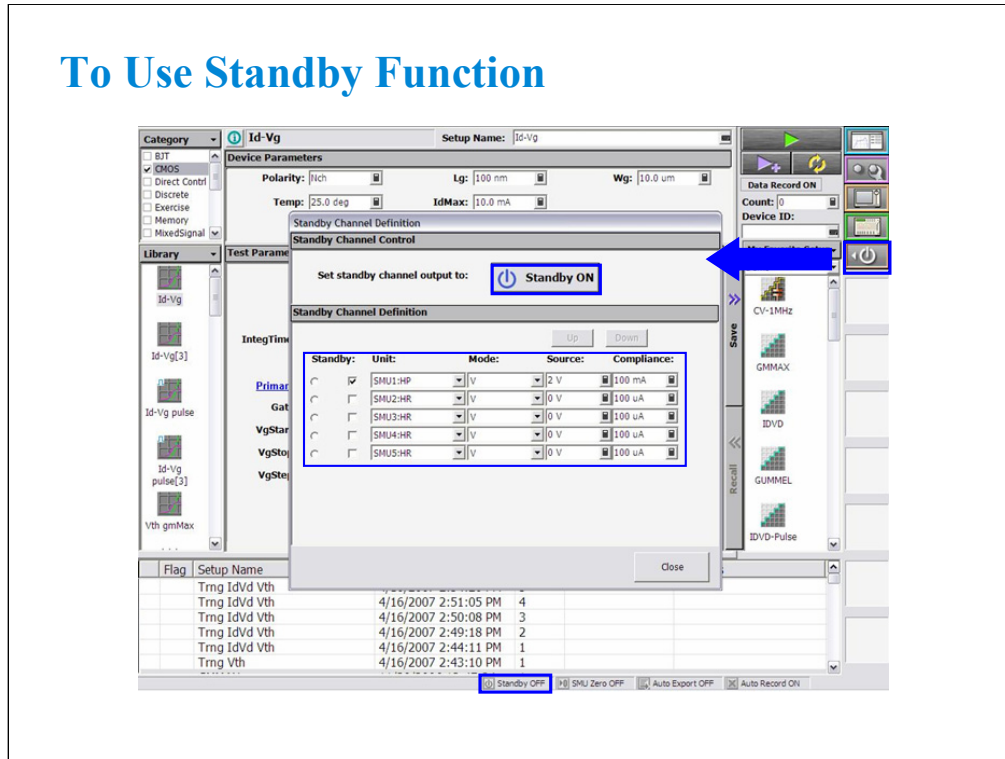 To Use Standby Function
Category
Id-Vg
Setup Name: Id-Vg
BJT
CMOS
Direct Contrl
Discrete
Exercise
Memory
MixedSignal
Device Parameters
Polarity: Nch
Lg: 100 nm
Wg: 10.0 um
Temp: 25.0 deg
IdMax: 10.0 mA
Data Record ON
Count: 0
Device ID:
Library
Test Parame
Standby Channel Definition
Standby Channel Control
Set standby channel output to:
Standby ON
Standby Channel Definition
Up
Down
Standby: Unit: Mode: Source: Compliance:
SMU1:HP V 2 V 100 mA
SMU2:HR V 0 V 100 uA
SMU3:HR V 0 V 100 uA
SMU4:HR V 0 V 100 uA
SMU5:HR V 0 V 100 uA
Close
Id-Vg
Id-Vg[3]
Id-Vg pulse
Id-Vg
pulse[3]
Vth gmMax
IntegTime
Primar
Gat
VgStar
VgSto
VgSte
Save
Recall
CV-1MHz
GMMAX
IDVD
GUMMEL
IDVD-Pulse
Flag Setup Name
Trng IdVd Vth
Trng IdVd Vth 4/16/2007 2:51:05 PM 4
Trng IdVd Vth 4/16/2007 2:50:08 PM 3
Trng IdVd Vth 4/16/2007 2:49:18 PM 2
Trng IdVd Vth 4/16/2007 2:44:11 PM 1
Trng Vth 4/16/2007 2:43:10 PM 1
Standby OFF
SMU Zero OFF
Auto Export OFF
Auto Record ON